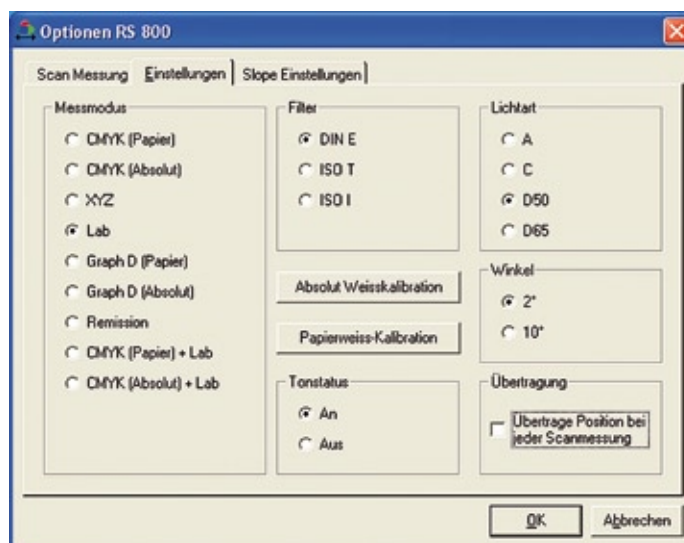 Optionen RS 800
Scan Messung
Einstellungen
Slope Einstellungen
Messmodus
CMYK (Papier)
CMYK (Absolut)
XYZ
Lab
Graph D (Papier)
Graph D (Absolut)
Remission
CMYK (Papier) + Lab
CMYK (Absolut) + Lab
Filter
DIN E
ISO T
ISO I
Absolut Weisskalibration
Papierweiss-Kalibration
Tonstatus
An
Aus
Lichtart
A
C
D50
D65
Winkel
2°
10°
Übertragung
Übertrage Position bei
jeder Scanmessung
OK
Abbrechen